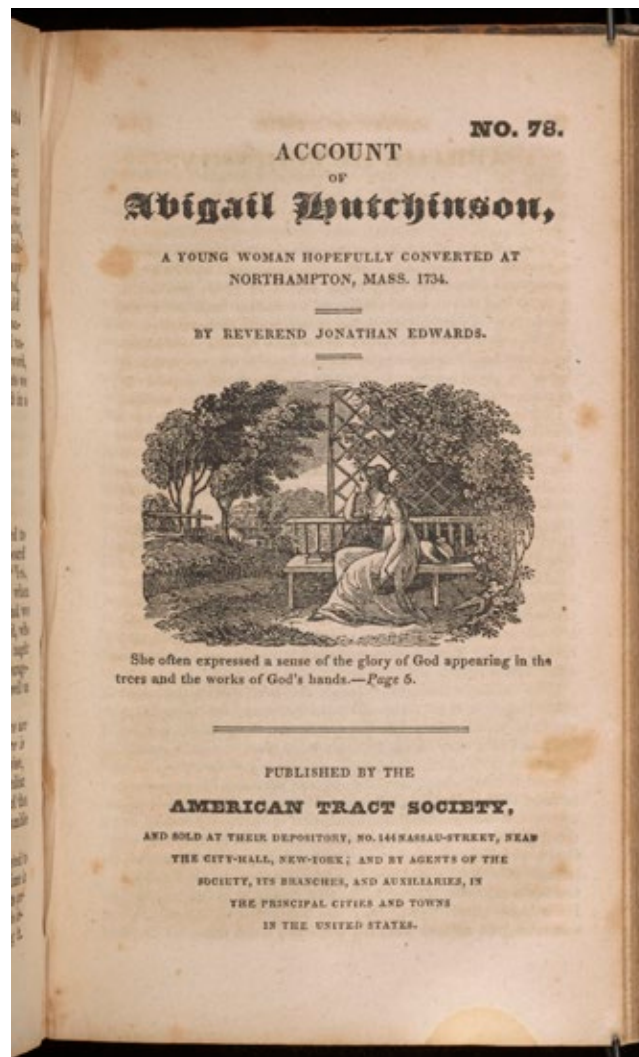 NO. 78.
ACCOUNT
OF
Abigail Hutchinson,
A YOUNG WOMAN HOPEFULLY CONVERTED AT
NORTHAMPTON, MASS. 1734.
BY REVEREND JONATHAN EDWARDS.
She often expressed a sense of the glory of God appearing in the
trees and the works of God's hands.—Page 5.
PUBLISHED BY THE
AMERICAN TRACT SOCIETY,
AND SOLD AT THEIR DEPOSITORY, NO. 144 NASSAU-STREET, NEAR
THE CITY-HALL, NEW-YORK; AND BY AGENTS OF THE
SOCIETY, ITS BRANCHES, AND AUXILIARIES, IN
THE PRINCIPAL CITIES AND TOWNS
IN THE UNITED STATES.